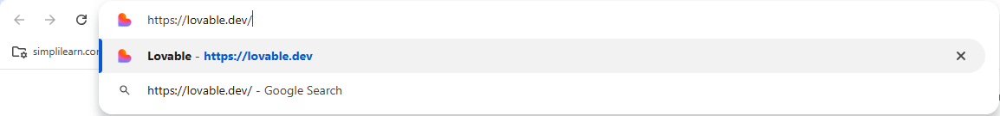 https://lovable.dev/
simplilearn.com
Lovable - https://lovable.dev
https://lovable.dev/ - Google Search